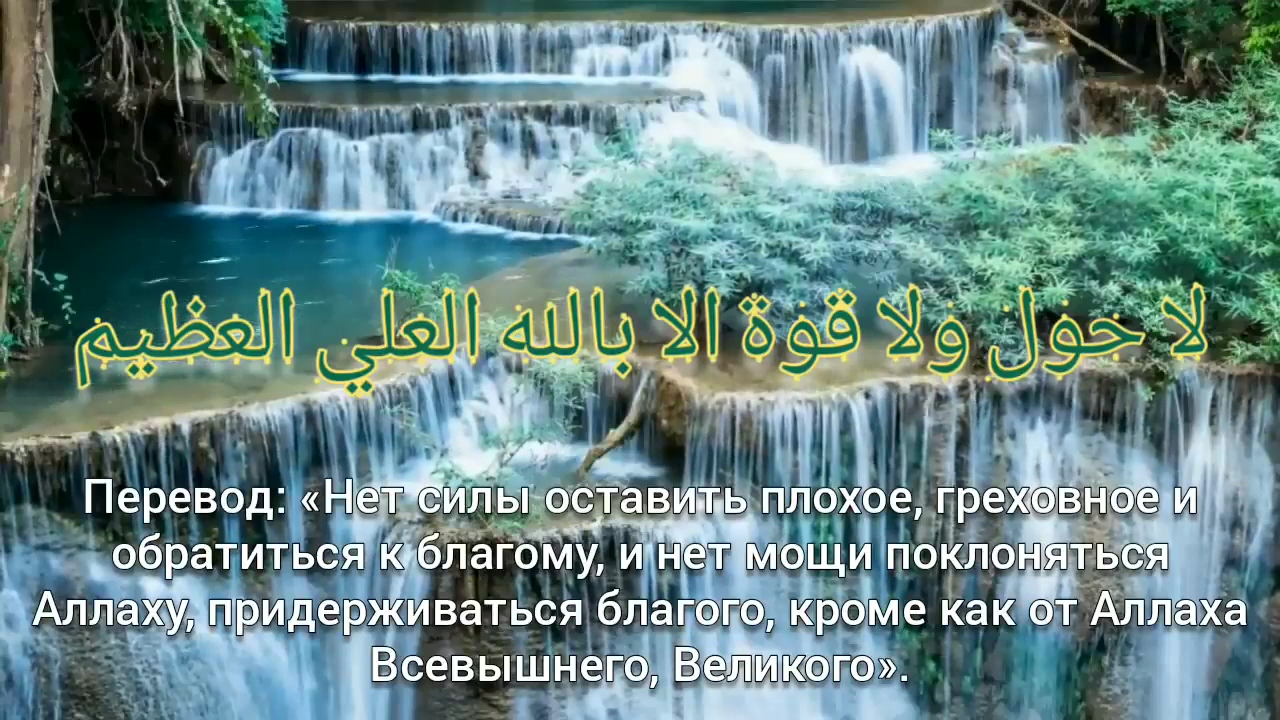 لا حول ولا قوة الا بالله العلي العظيم
Перевод: «Нет силы оставить плохое, греховное и
обратиться к благому, и нет мощи поклоняться
Аллаху, придерживаться благого, кроме как от Аллаха
Всевышнего, Великого».